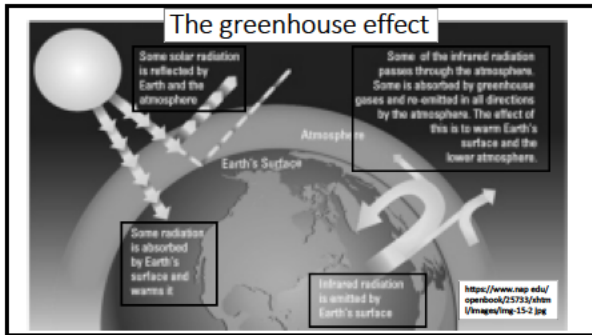 The greenhouse effect
Some solar radiation
is reflected by
Earth and the
atmosphere
Some of the infrared radiation
passes through the atmosphere.
Some is absorbed by greenhouse
gases and re-emitted in all directions
by the atmosphere. The effect of
this is to warm Earth's
surface and the
lower atmosphere.
Atmosphere
Earth's Surface
Some radiation
is absorbed
by Earth's
surface and
warms it
Infrared radiation
is emitted by
Earth's surface
https://www.nap edu/
openbook/25733/xhtm
l/images/img-15-2 jpg